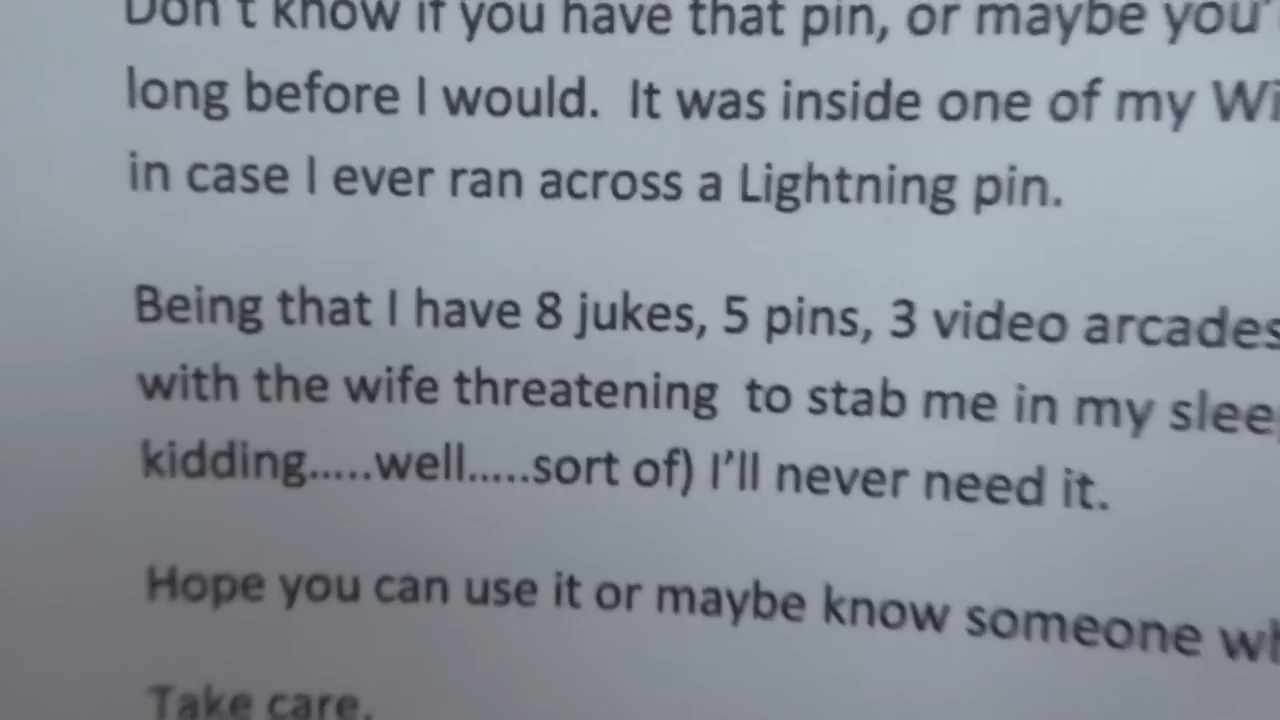 Don't know if you have that pin, or maybe you'
long before I would.  It was inside one of my Wi
in case I ever ran across a Lightning pin.
Being that I have 8 jukes, 5 pins, 3 video arcades
with the wife threatening  to stab me in my slee
kidding.....well.....sort of) I'll never need it.
Hope you can use it or maybe know someone wh
Take care,